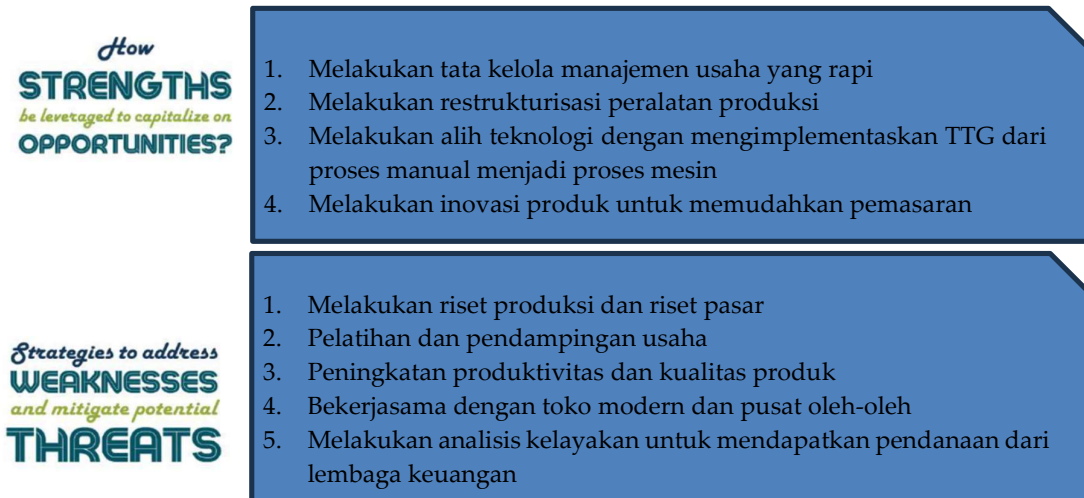 How
STRENGTHS
be leveraged to capitalize on
OPPORTUNITIES?
1. Melakukan tata kelola manajemen usaha yang rapi
2. Melakukan restrukturisasi peralatan produksi
3. Melakukan alih teknologi dengan mengimplementaskan TTG dari
proses manual menjadi proses mesin
4. Melakukan inovasi produk untuk memudahkan pemasaran
Strategies to address
WEAKNESSES
and mitigate potential
THREATS
1. Melakukan riset produksi dan riset pasar
2. Pelatihan dan pendampingan usaha
3. Peningkatan produktivitas dan kualitas produk
4. Bekerjasama dengan toko modern dan pusat oleh-oleh
5. Melakukan analisis kelayakan untuk mendapatkan pendanaan dari
lembaga keuangan